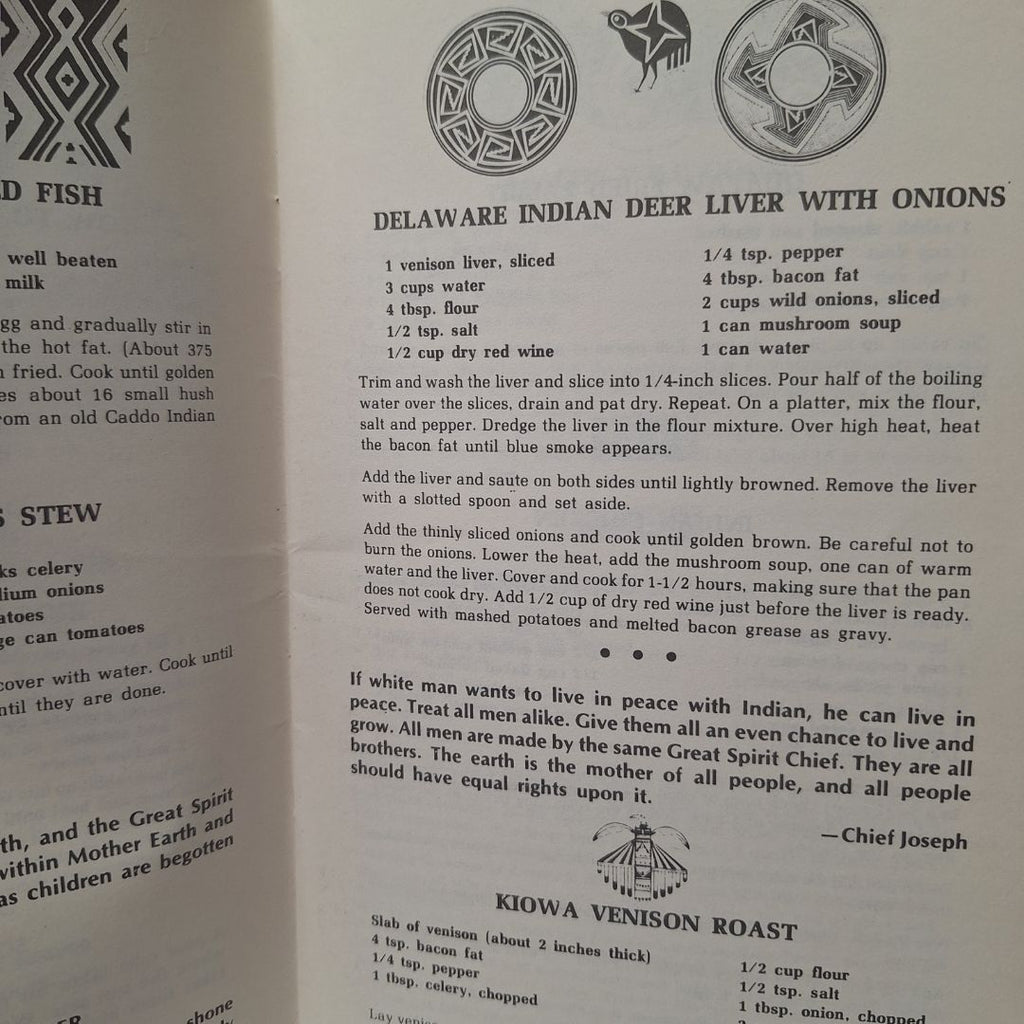 D FISH
well beaten
milk
gg and gradually stir in
the hot fat. (About 375
fried. Cook until golden
es about 16 small hush
om an old Caddo Indian
STEW
ks celery
dium onions
atoes
ge can tomatoes
cover with water. Cook until
ntil they are done.
th, and the Great Spirit
within Mother Earth and
as children are begotten
ER
shone
DELAWARE INDIAN DEER LIVER WITH ONIONS
1 venison liver, sliced
3 cups water
4 tbsp. flour
1/2 tsp. salt
1/2 cup dry red wine
1/4 tsp. pepper
4 tbsp. bacon fat
2 cups wild onions, sliced
1 can mushroom soup
1 can water
Trim and wash the liver and slice into 1/4-inch slices. Pour half of the boiling
water over the slices, drain and pat dry. Repeat. On a platter, mix the flour,
salt and pepper. Dredge the liver in the flour mixture. Over high heat, heat
the bacon fat until blue smoke appears.
Add the liver and saute on both sides until lightly browned. Remove the liver
with a slotted spoon and set aside.
Add the thinly sliced onions and cook until golden brown. Be careful not to
burn the onions. Lower the heat, add the mushroom soup, one can of warm
water and the liver. Cover and cook for 1-1/2 hours, making sure that the pan
does not cook dry. Add 1/2 cup of dry red wine just before the liver is ready.
Served with mashed potatoes and melted bacon grease as gravy.
• • •
If white man wants to live in peace with Indian, he can live in
peace. Treat all men alike. Give them all an even chance to live and
grow. All men are made by the same Great Spirit Chief. They are all
brothers. The earth is the mother of all people, and all people
should have equal rights upon it.
—Chief Joseph
KIOWA VENISON ROAST
Slab of venison (about 2 inches thick)
4 tsp. bacon fat
1/4 tsp. pepper
1 tbsp. celery, chopped
1/2 cup flour
1/2 tsp. salt
1 tbsp. onion, chopped